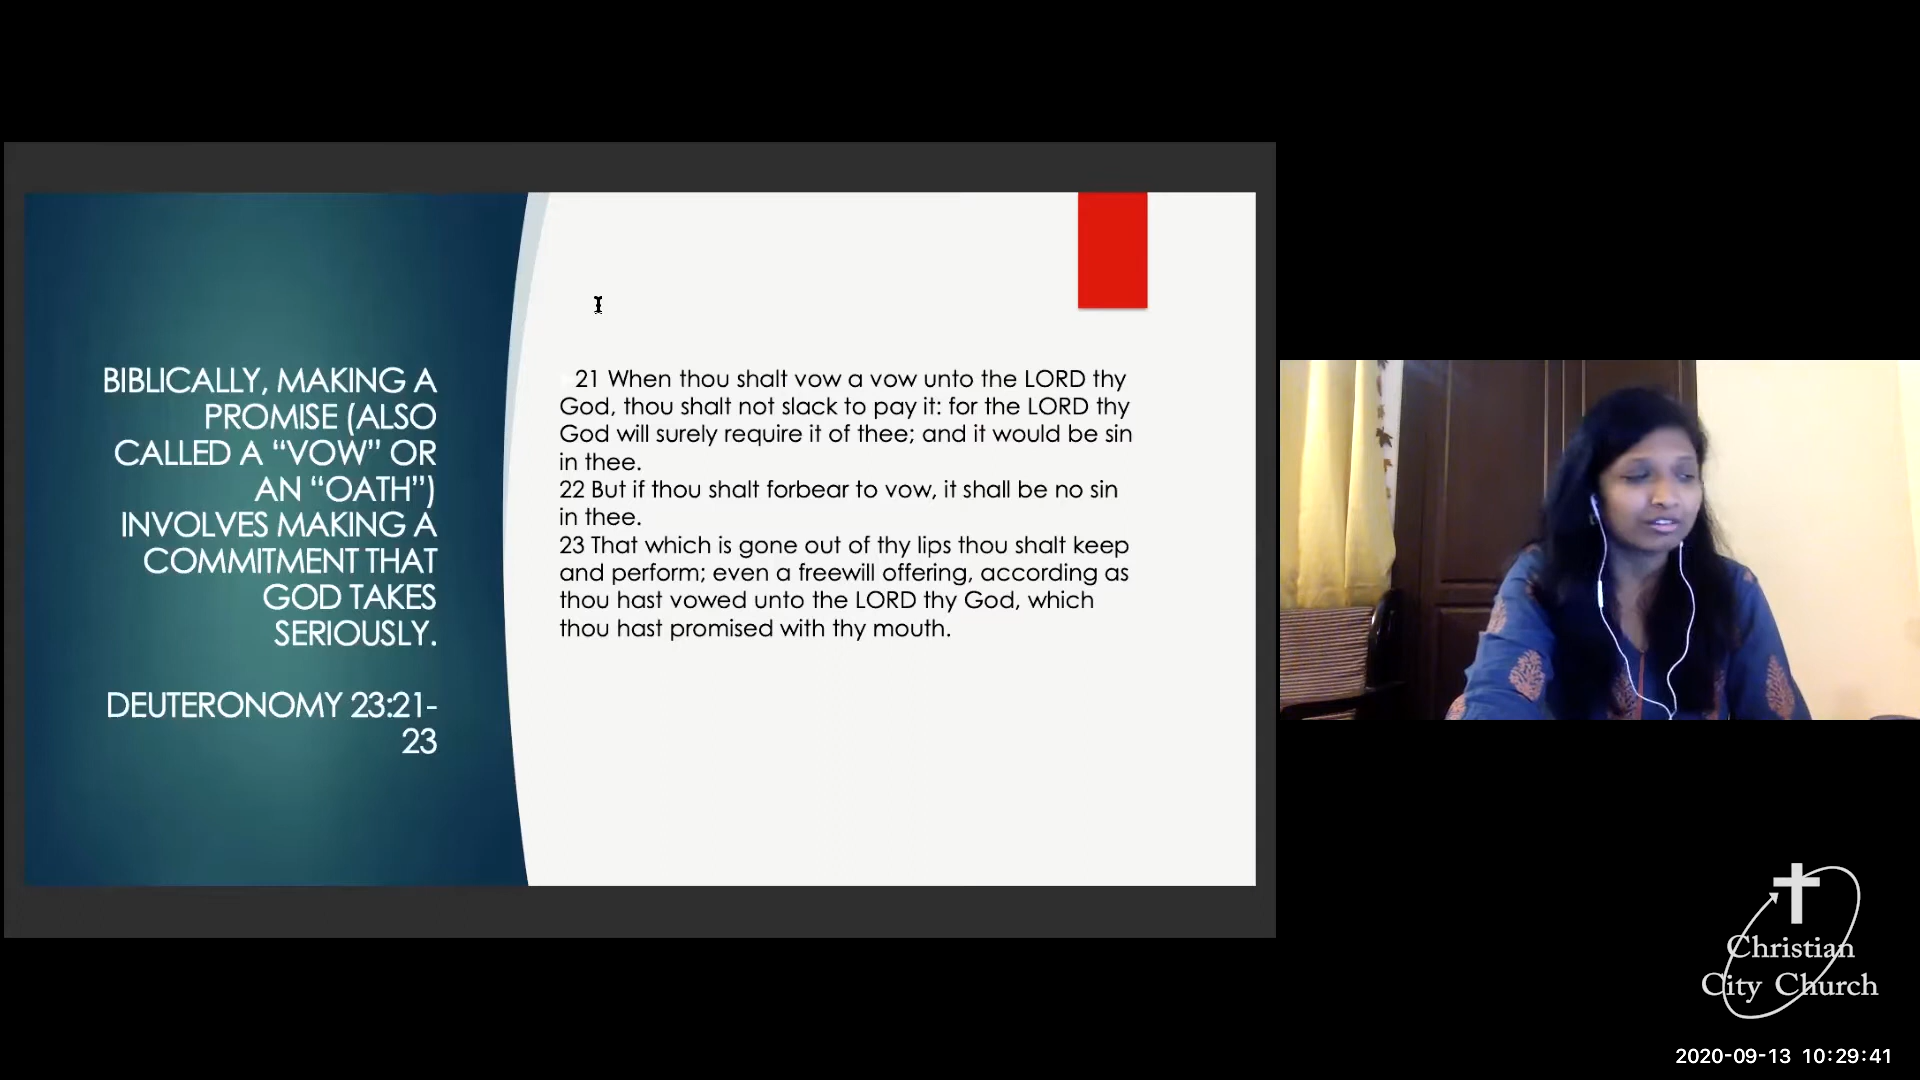 BIBLICALLY, MAKING A
PROMISE (ALSO
CALLED A “VOW” OR
AN “OATH”)
INVOLVES MAKING A
COMMITMENT THAT
GOD TAKES
SERIOUSLY.
DEUTERONOMY 23:21-
23
21 When thou shalt vow a vow unto the LORD thy
God, thou shalt not slack to pay it: for the LORD thy
God will surely require it of thee; and it would be sin
in thee.
22 But if thou shalt forbear to vow, it shall be no sin
in thee.
23 That which is gone out of thy lips thou shalt keep
and perform; even a freewill offering, according as
thou hast vowed unto the LORD thy God, which
thou hast promised with thy mouth.
Christian
City Church
2020-09-13 10:29:41